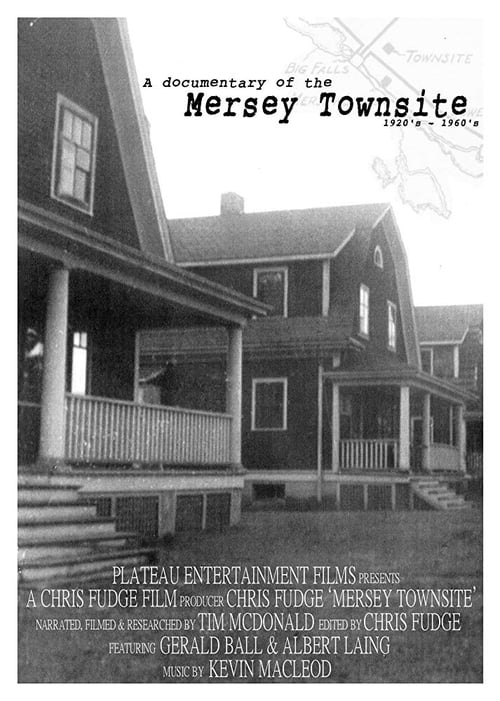 TOWNSITE
BIG FALLS
A documentary of the
Mersey Townsite
1920's - 1960's
PLATEAU ENTERTAINMENT FILMS PRESENTS
A CHRIS FUDGE FILM PRODUCER CHRIS FUDGE 'MERSEY TOWNSITE'
NARRATED, FILMED & RESEARCHED BY TIM MCDONALD EDITED BY CHRIS FUDGE
FEATURING GERALD BALL & ALBERT LAING
MUSIC BY KEVIN MACLEOD